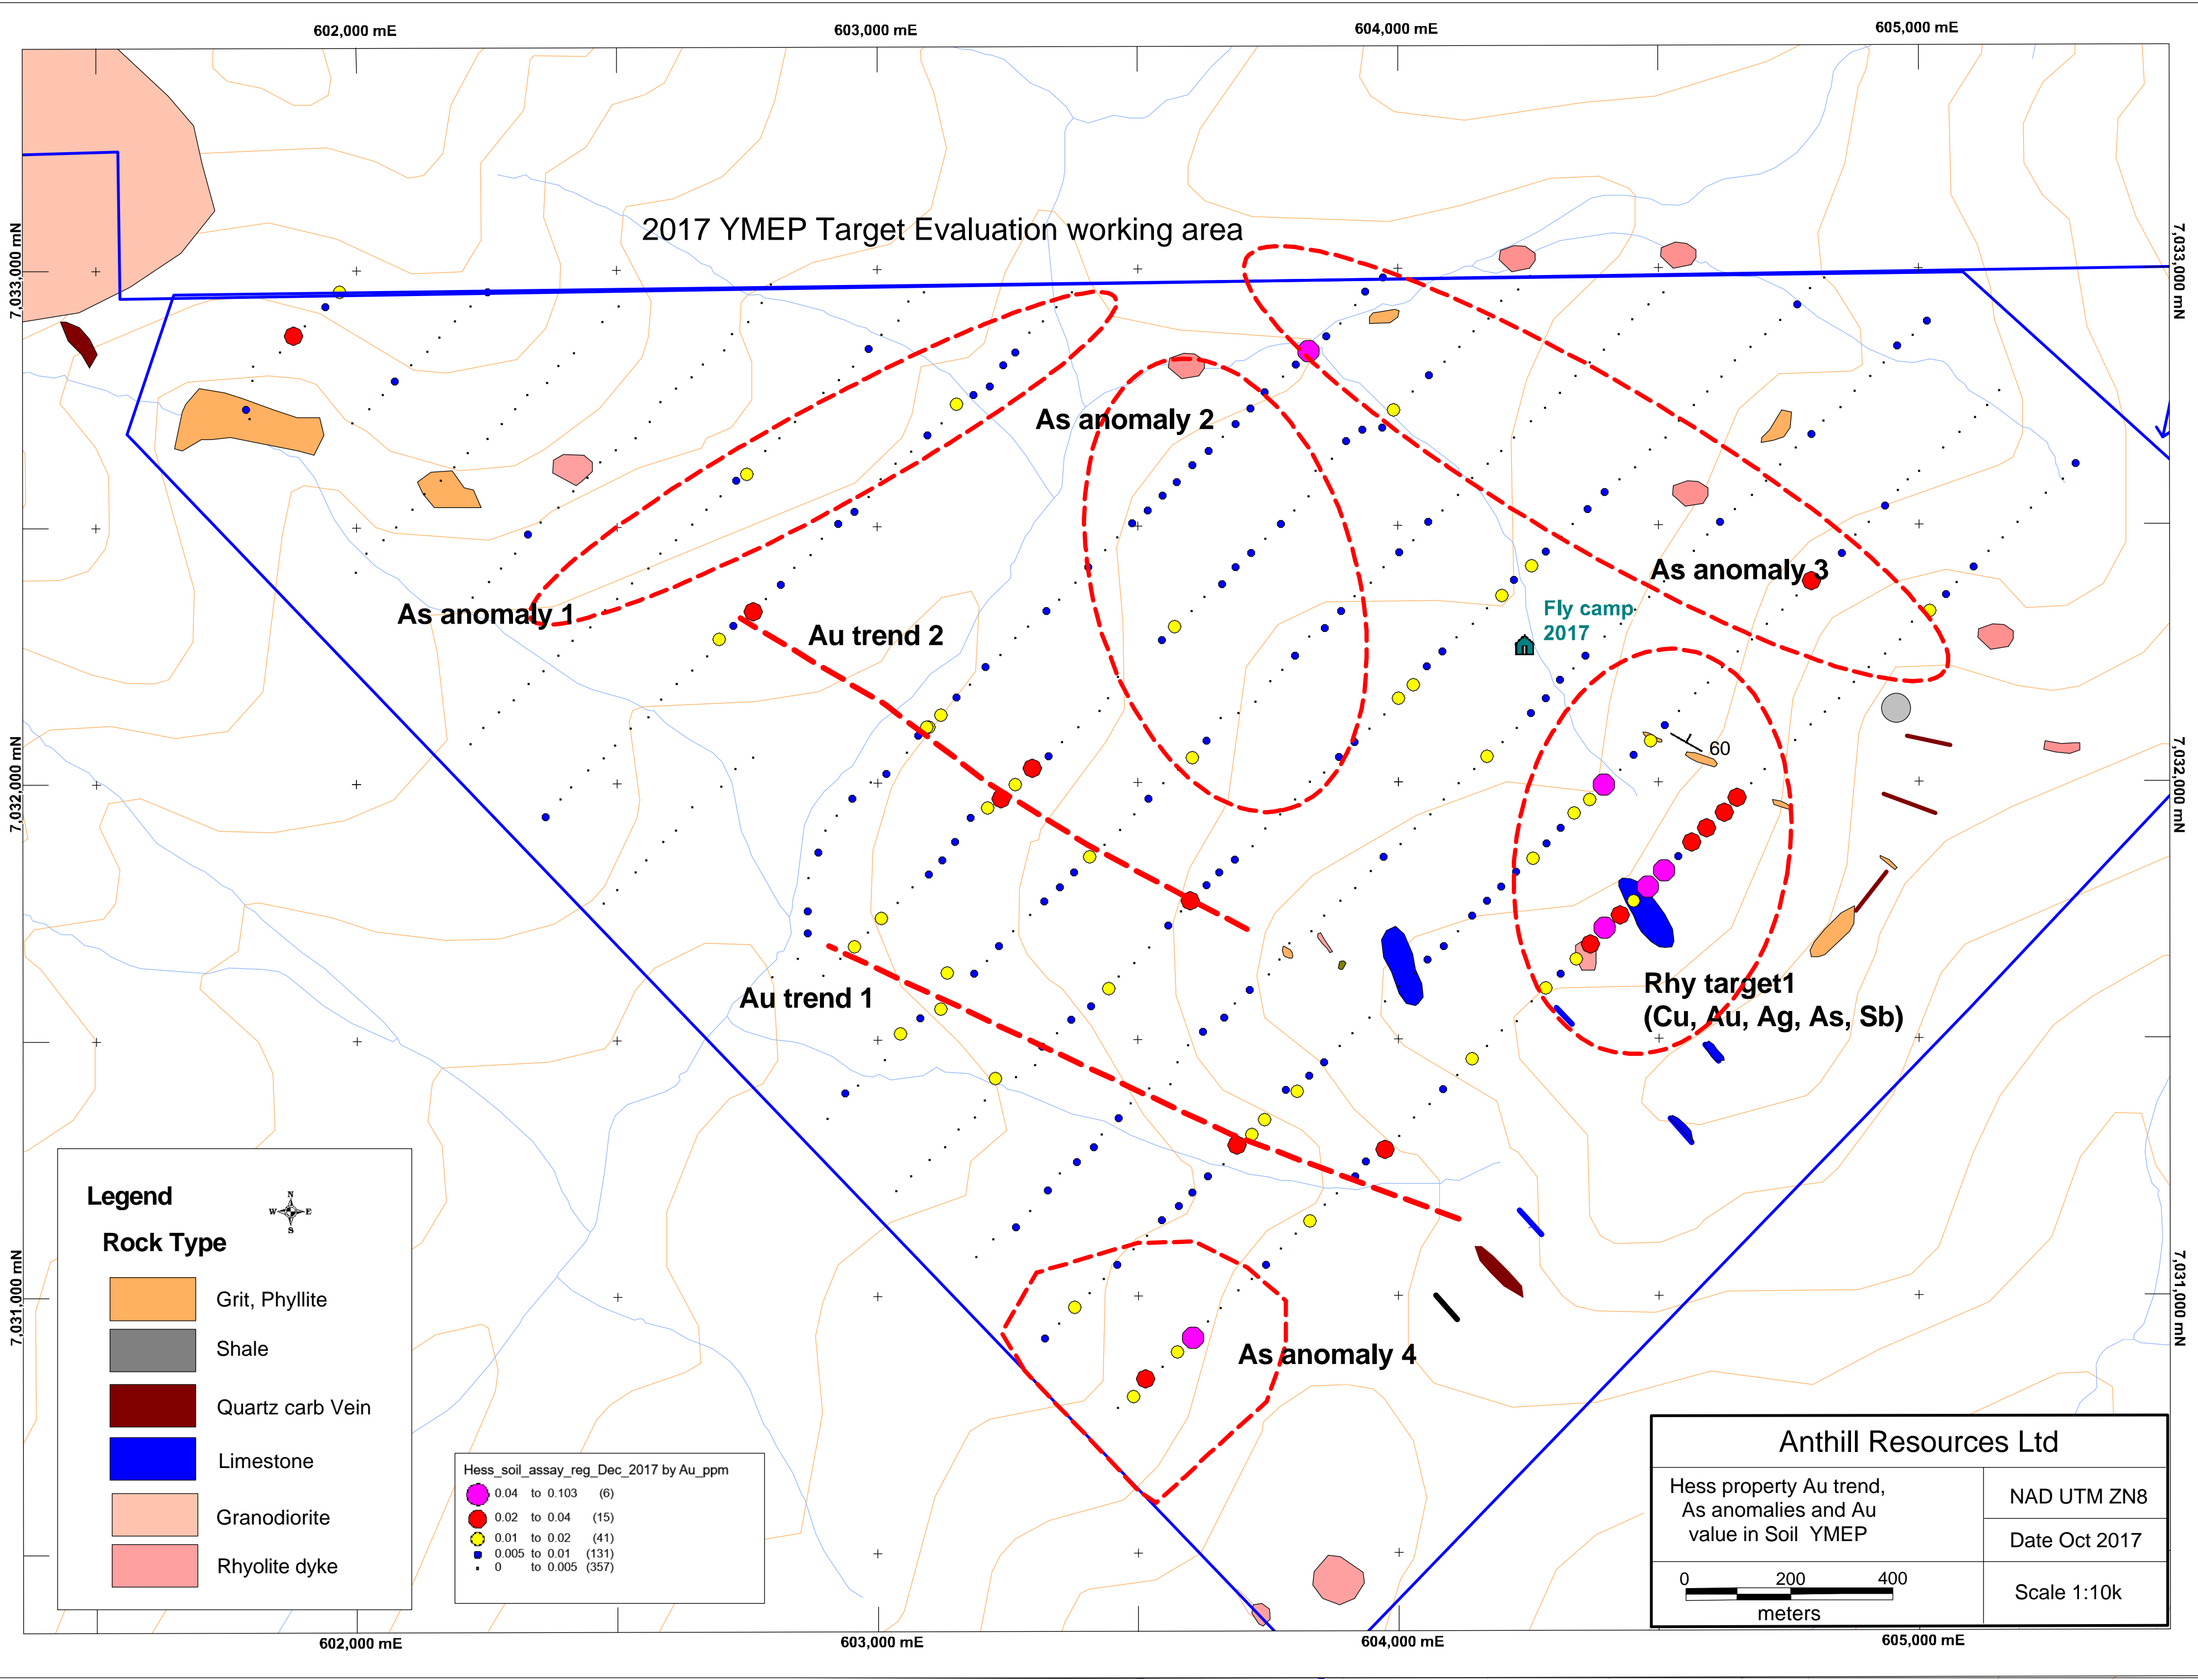 602,000 mE
603,000 mE
604,000 mE
605,000 mE
2017 YMEP Target Evaluation working area
7,033,000 mN
7,033,000 mN
As anomaly 2
As anomaly 3
As anomaly 1
Fly camp
2017
Au trend 2
60
7,032,000 mN
7,032,000 mN
Au trend 1
Rhy target1
(Cu, Au, Ag, As, Sb)
7,031,000 mN
7,031,000 mN
As anomaly 4
Legend
N
W E
S
Rock Type
Grit, Phyllite
Shale
Quartz carb Vein
Limestone
Granodiorite
Rhyolite dyke
Hess_soil_assay_reg_Dec_2017 by Au_ppm
0.04 to 0.103 (6)
0.02 to 0.04 (15)
0.01 to 0.02 (41)
0.005 to 0.01 (131)
0 to 0.005 (357)
Anthill Resources Ltd
Hess property Au trend,
As anomalies and Au
value in Soil YMEP
NAD UTM ZN8
Date Oct 2017
0 200 400
meters
Scale 1:10k
602,000 mE
603,000 mE
604,000 mE
605,000 mE